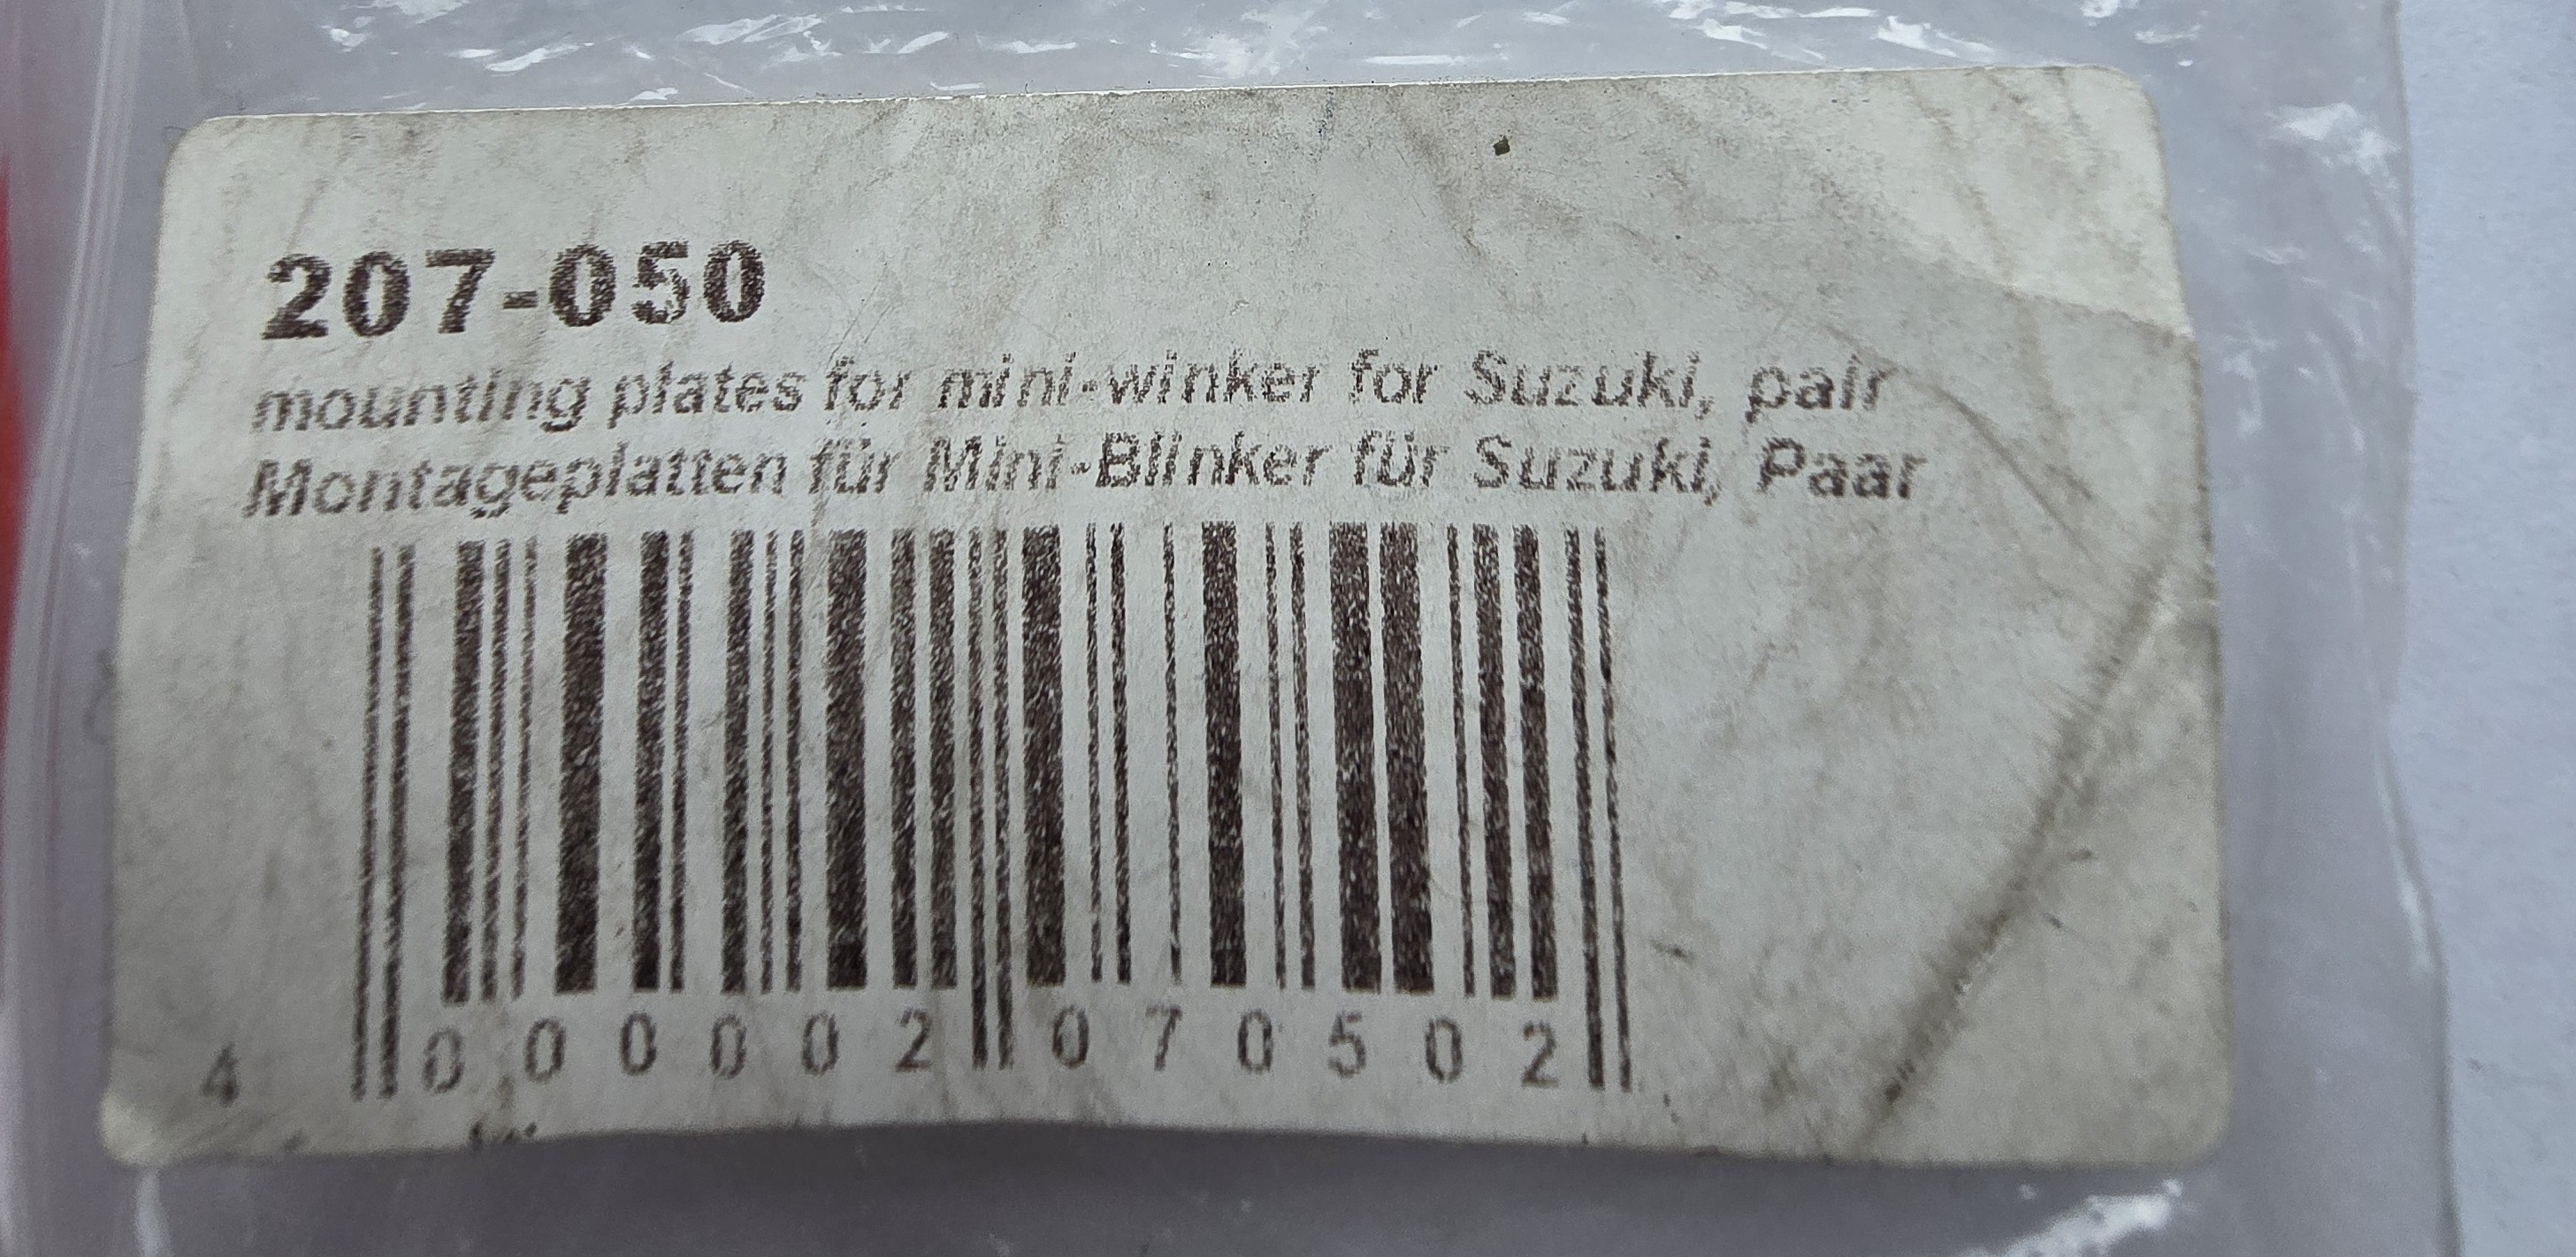 207-050
mounting plates for mini-winker for Suzuki, pair
Montageplatten für Mini-Blinker für Suzuki, Paar
4 000002 070502